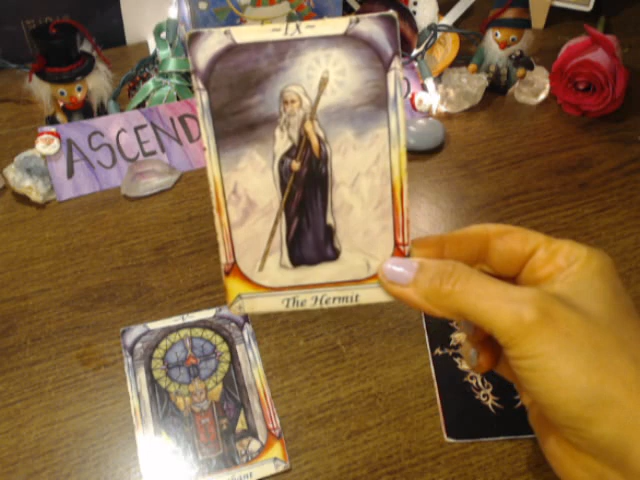 ~IX~
ASCEND
The Hermit
~V~